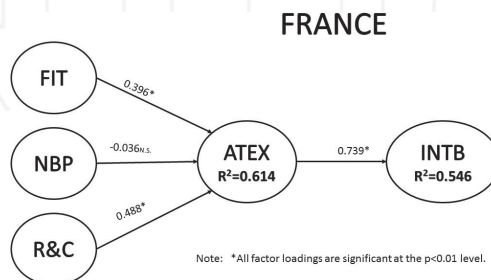 FRANCE
FIT
0.396*
NBP
-0.036N.S.
ATEX
R²=0.614
0.739*
INTB
R²=0.546
0.488*
R&C
Note: *All factor loadings are significant at the p<0.01 level.